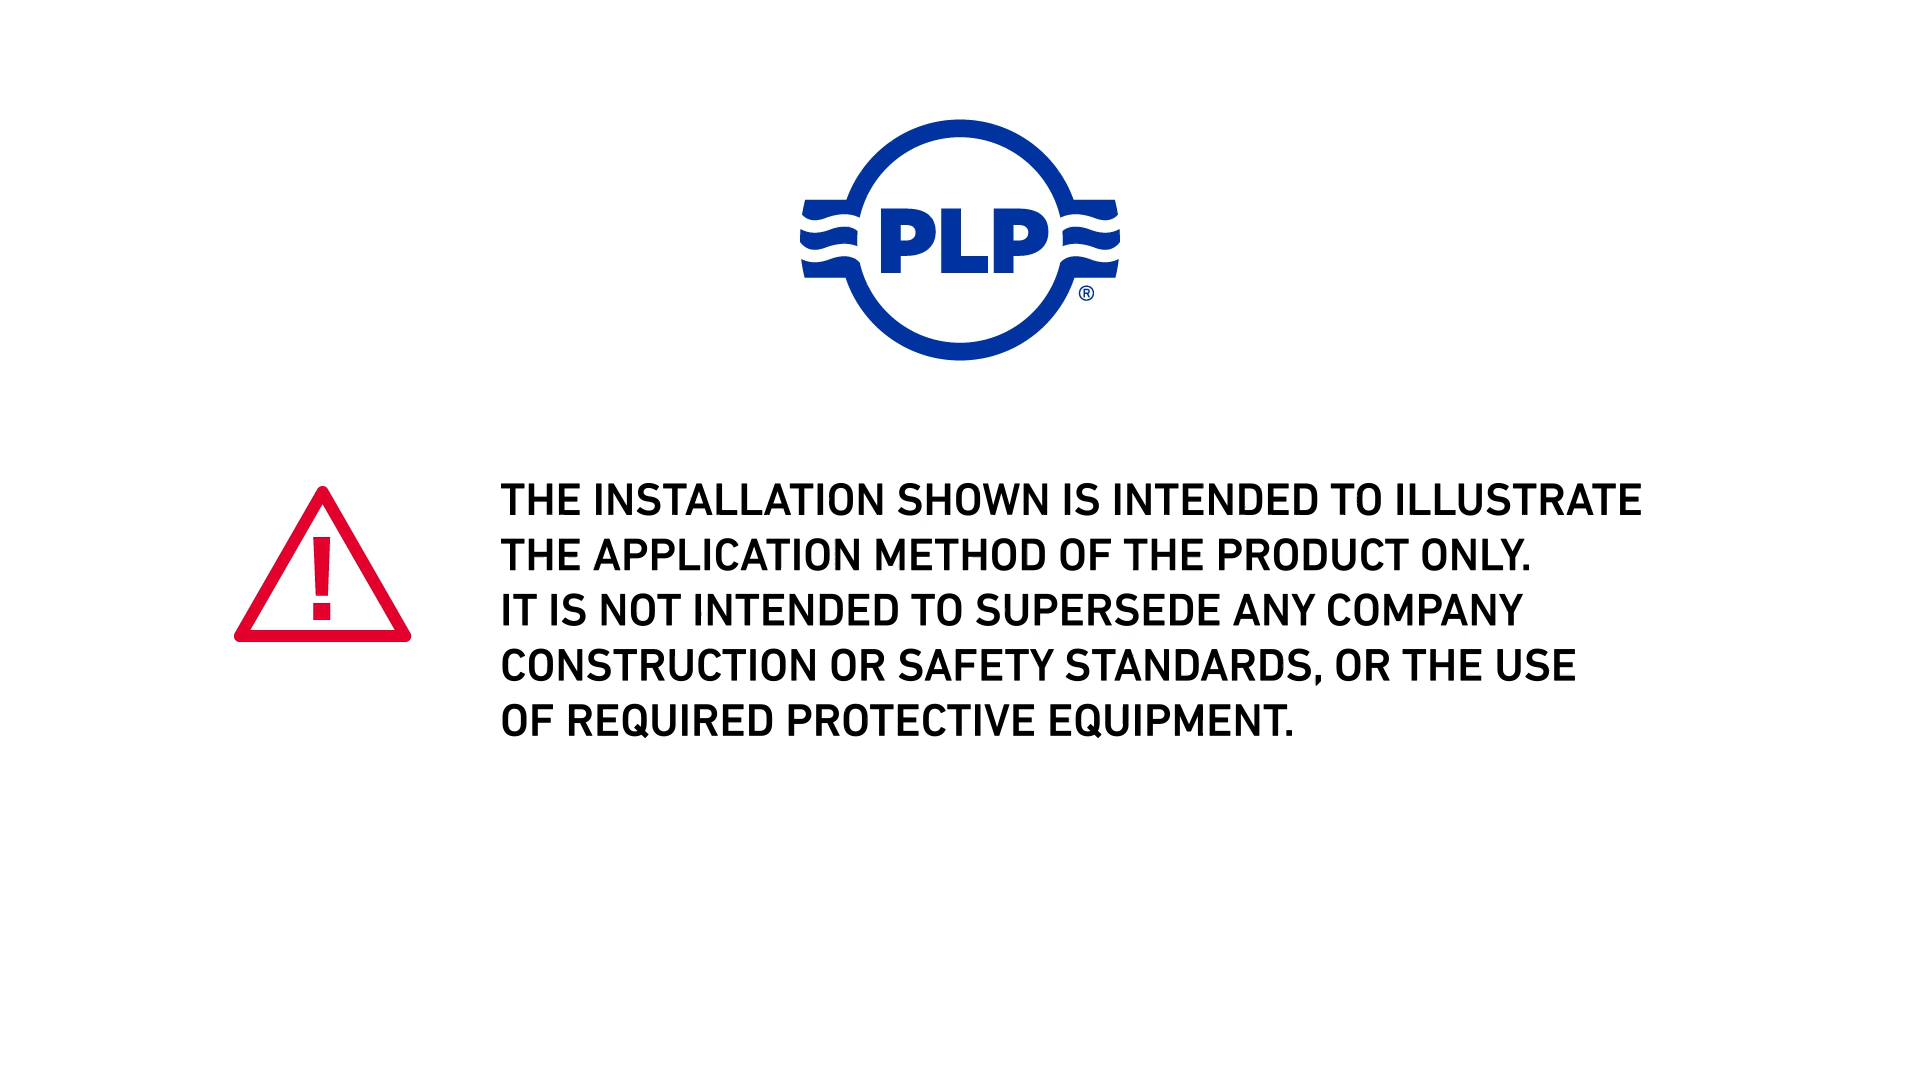 PLP
®
THE INSTALLATION SHOWN IS INTENDED TO ILLUSTRATE
THE APPLICATION METHOD OF THE PRODUCT ONLY.
IT IS NOT INTENDED TO SUPERSEDE ANY COMPANY
CONSTRUCTION OR SAFETY STANDARDS, OR THE USE
OF REQUIRED PROTECTIVE EQUIPMENT.